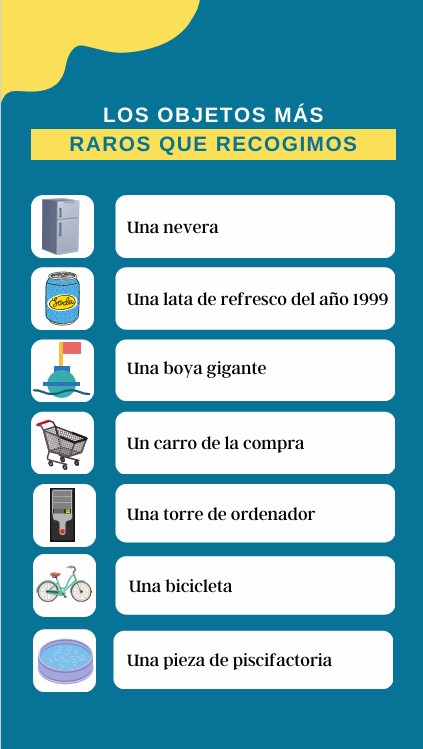 LOS OBJETOS MÁS
RAROS QUE RECOGIMOS
Una nevera
Soda
Una lata de refresco del año 1999
Una boya gigante
Un carro de la compra
Una torre de ordenador
Una bicicleta
Una pieza de piscifactoria